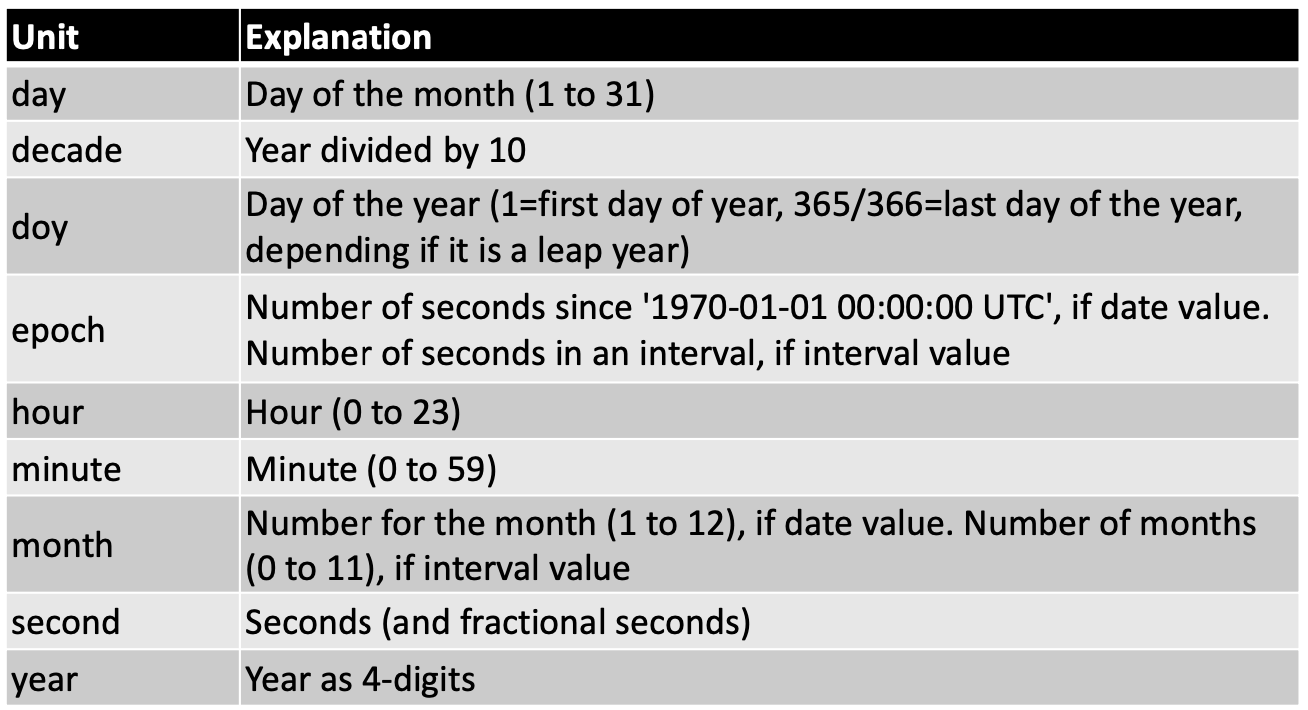 Unit Explanation
day Day of the month (1 to 31)
decade Year divided by 10
doy Day of the year (1=first day of year, 365/366=last day of the year,
depending if it is a leap year)
epoch Number of seconds since '1970-01-01 00:00:00 UTC', if date value.
Number of seconds in an interval, if interval value
hour Hour (0 to 23)
minute Minute (0 to 59)
month Number for the month (1 to 12), if date value. Number of months
(0 to 11), if interval value
second Seconds (and fractional seconds)
year Year as 4-digits